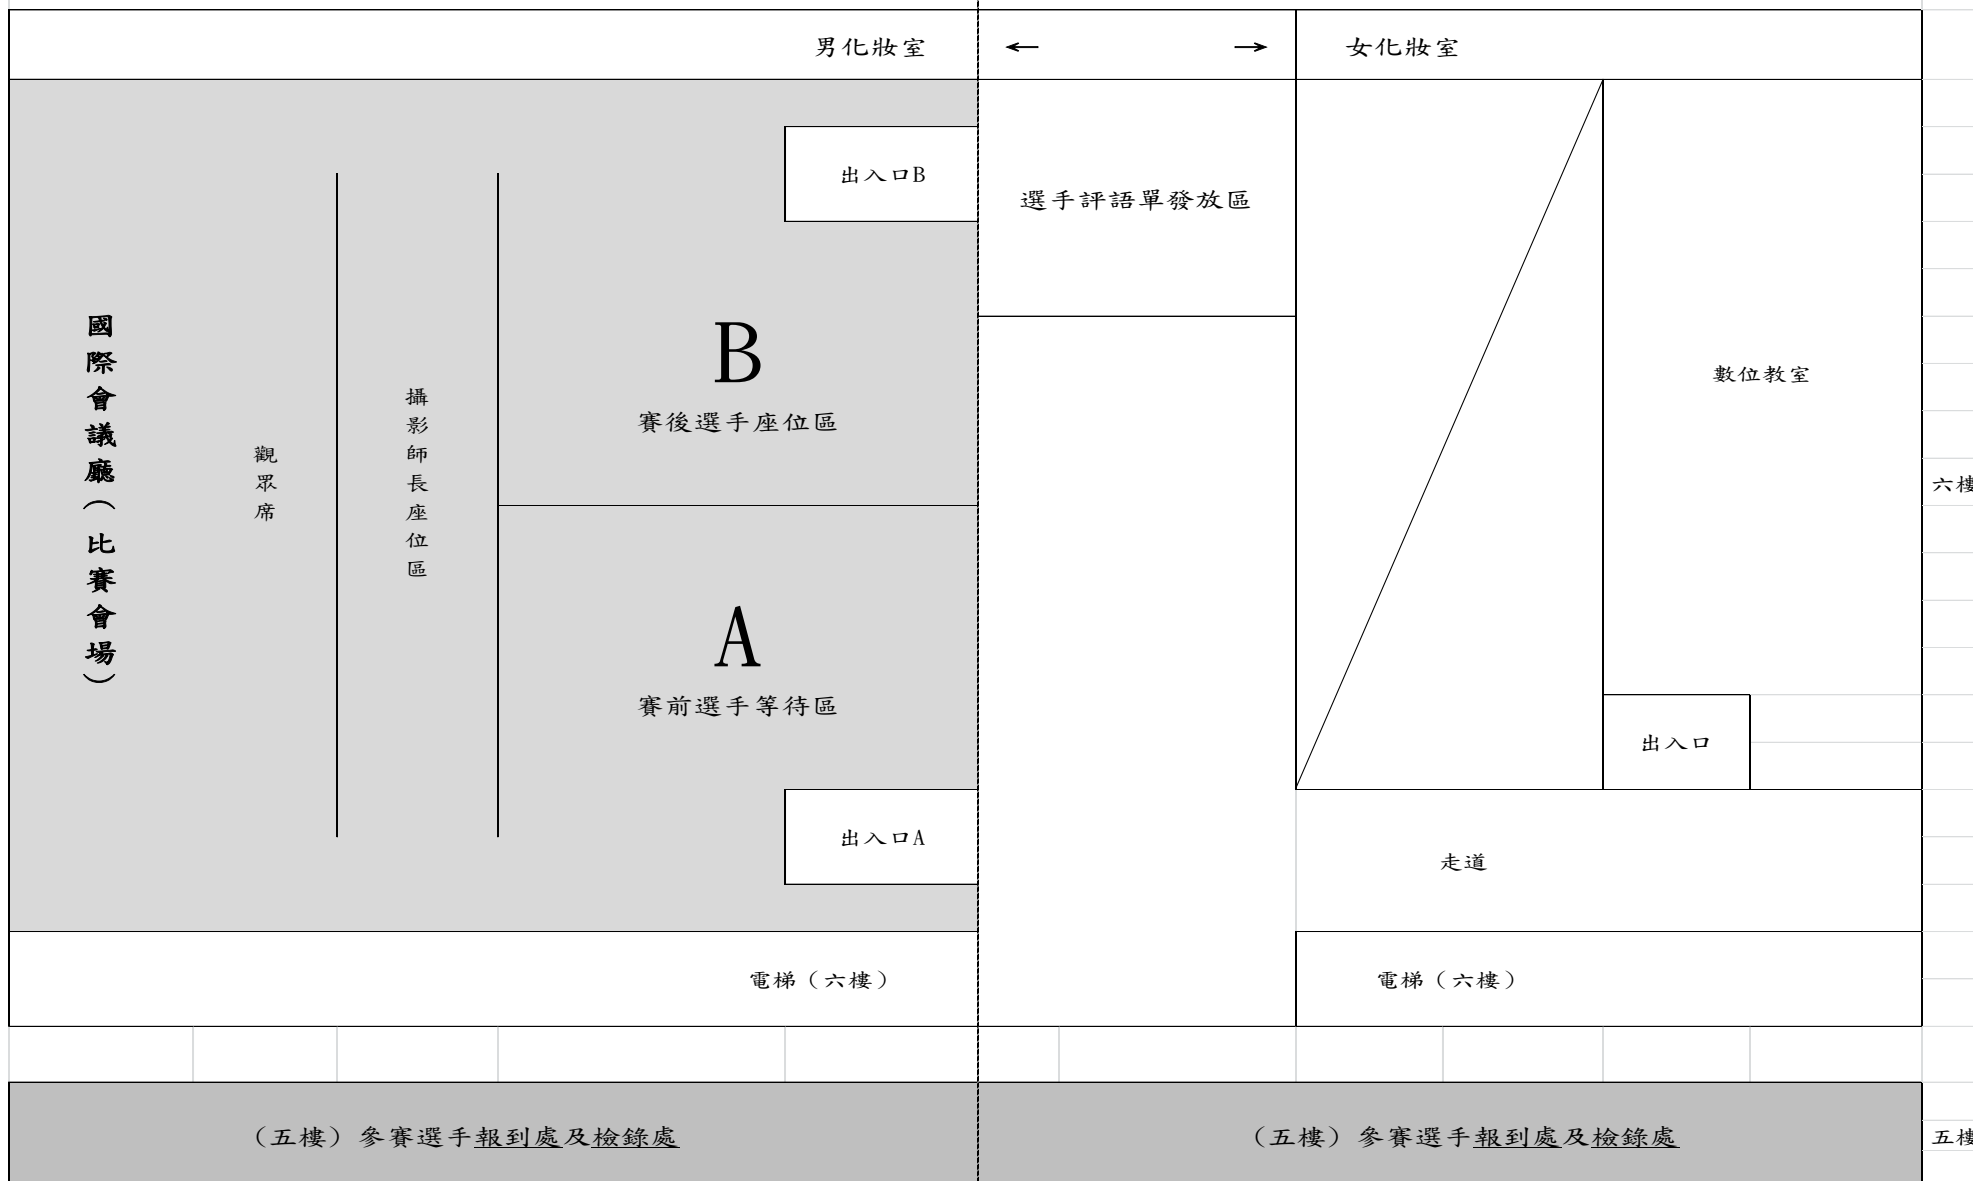 男化妝室
← →
女化妝室
出入口B
選手評語單發放區
國際會議廳(比賽會場)
觀眾席
攝影師長座位區
B
賽後選手座位區
數位教室
六樓
A
賽前選手等待區
出入口
出入口A
走道
電梯(六樓)
電梯(六樓)
(五樓)參賽選手報到處及檢錄處
(五樓)參賽選手報到處及檢錄處
五樓